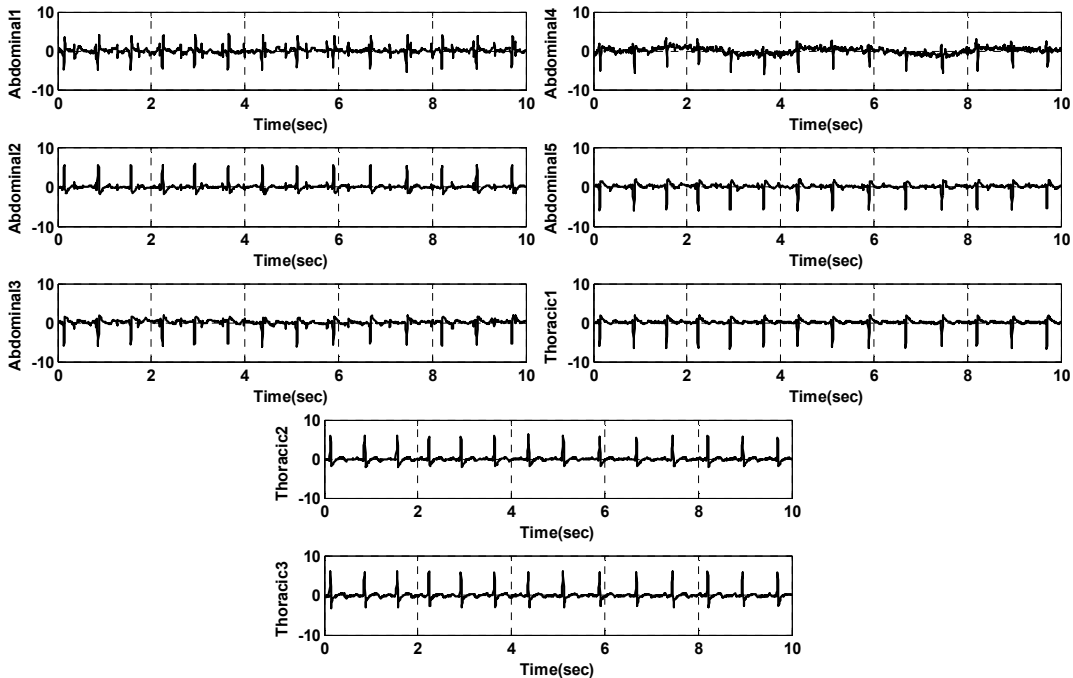 Abdominal1
10
0
-10
0 2 4 6 8 10
Time(sec)
Abdominal4
10
0
-10
0 2 4 6 8 10
Time(sec)
Abdominal2
10
0
-10
0 2 4 6 8 10
Time(sec)
Abdominal5
10
0
-10
0 2 4 6 8 10
Time(sec)
Abdominal3
10
0
-10
0 2 4 6 8 10
Time(sec)
Thoracic1
10
0
-10
0 2 4 6 8 10
Time(sec)
Thoracic2
10
0
-10
0 2 4 6 8 10
Time(sec)
Thoracic3
10
0
-10
0 2 4 6 8 10
Time(sec)